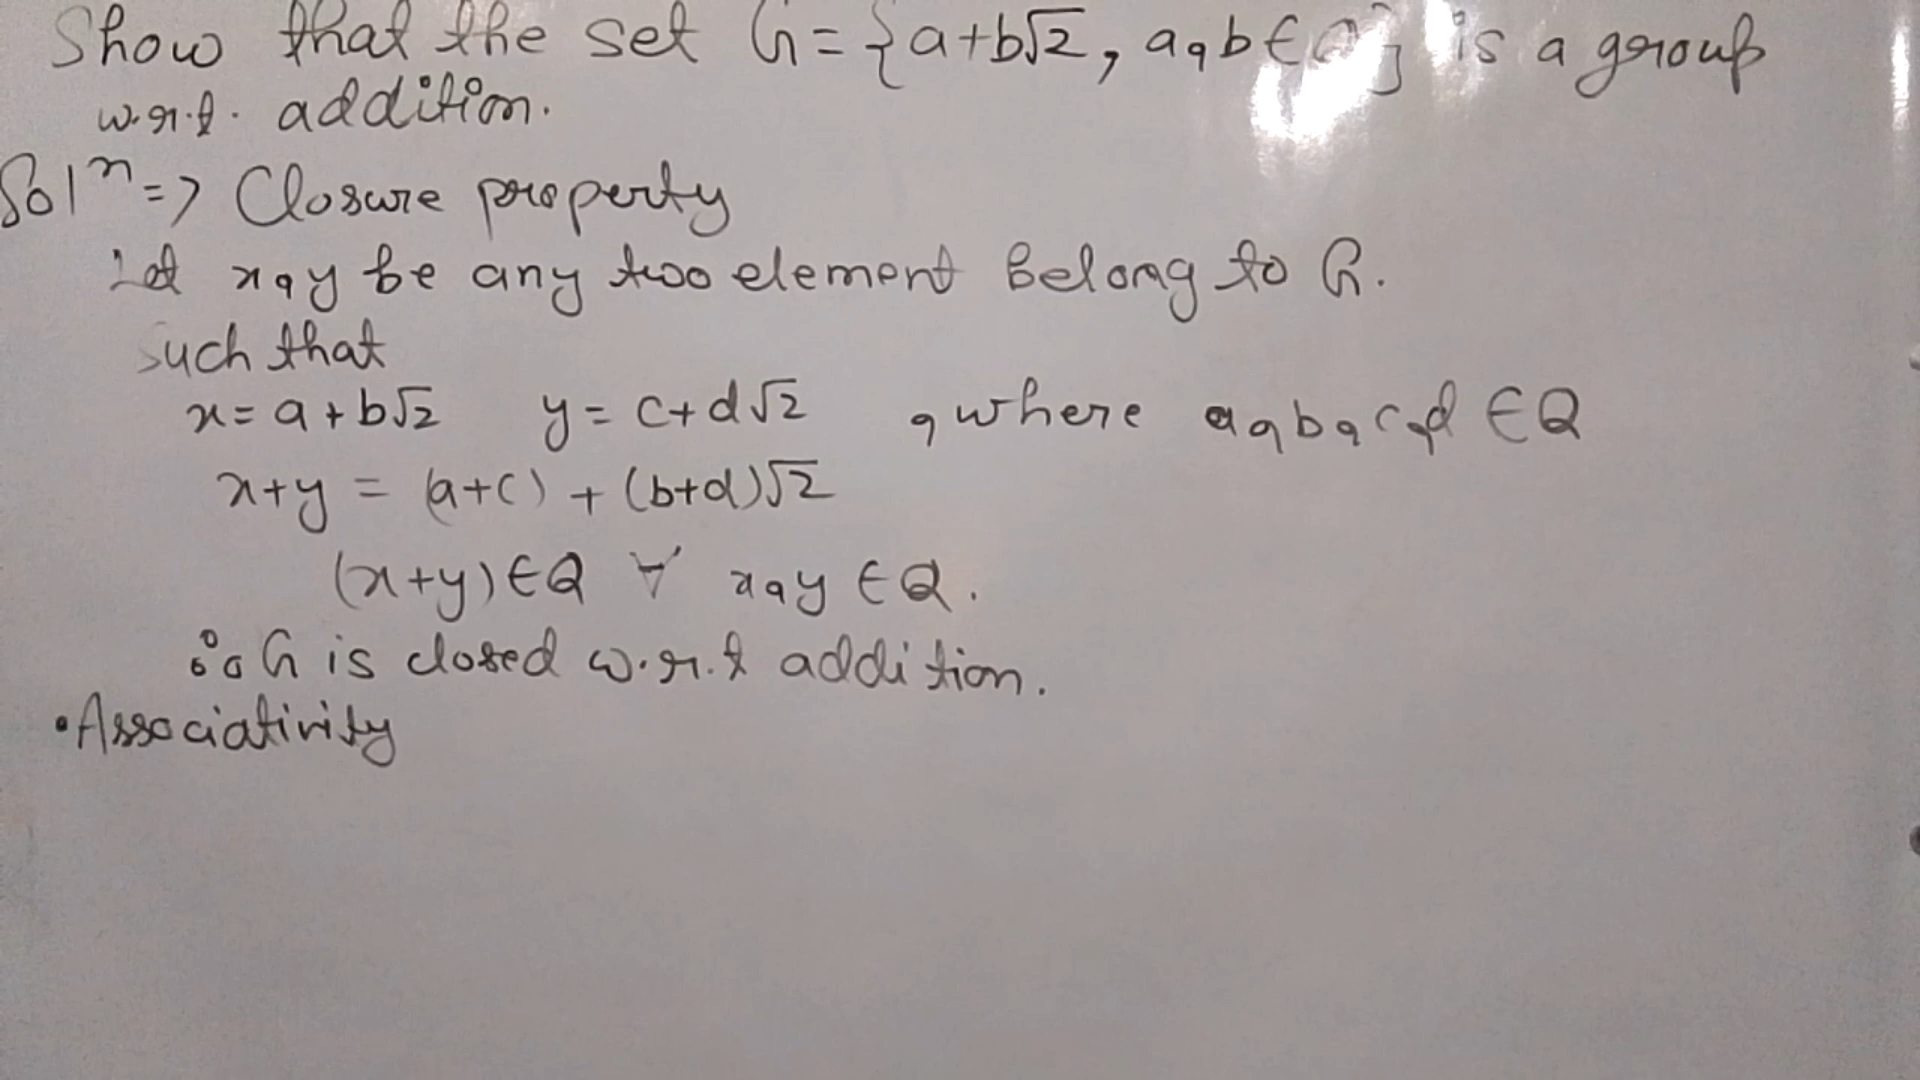 Show that the set G = {a+b√2, a,b ∈ Q} is a group
w.r.t. addition.
Solⁿ => Closure property
Let x,y be any two element Belong to G.
Such that
x = a + b√2 y = c + d√2 , where a,b,c,d ∈ Q
x+y = (a+c) + (b+d)√2
(x+y) ∈ Q ∀ x,y ∈ Q.
∴ G is closed w.r.t addition.
• Associativity